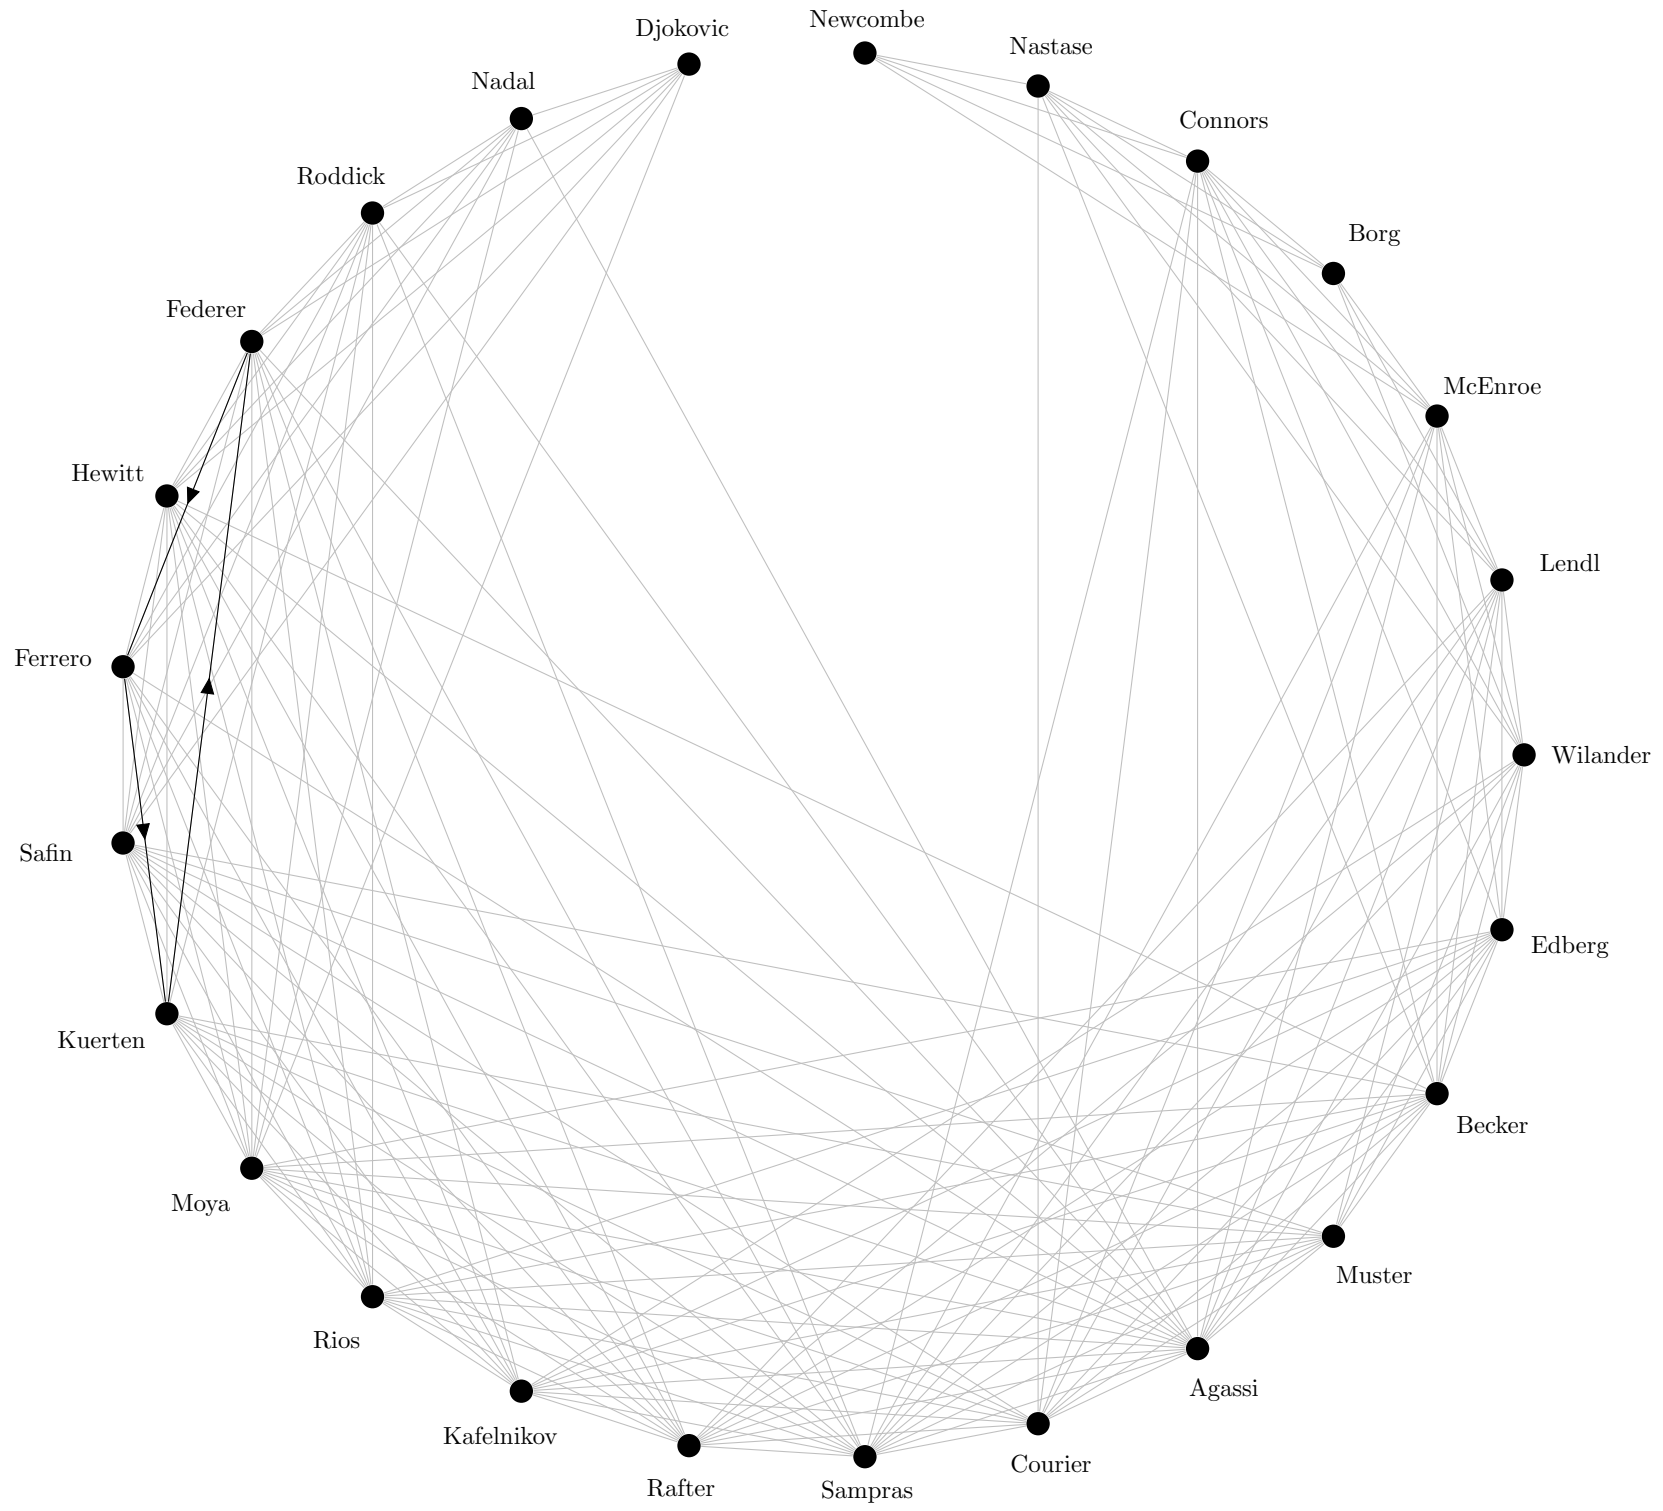 Newcombe
Djokovic
Nastase
Nadal
Connors
Roddick
Borg
Federer
McEnroe
Hewitt
Lendl
Ferrero
Wilander
Safin
Edberg
Kuerten
Becker
Moya
Muster
Rios
Agassi
Kafelnikov
Courier
Rafter
Sampras